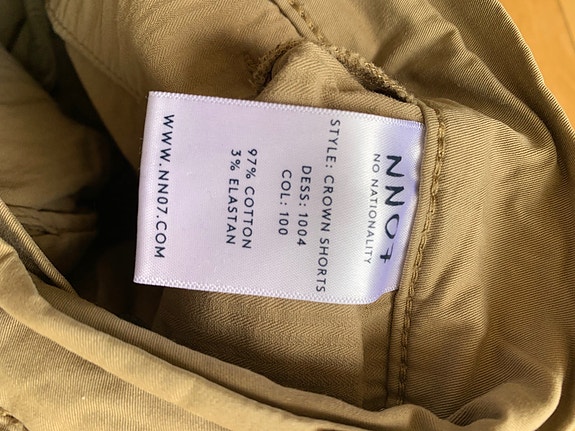 NN07
NO NATIONALITY
STYLE: CROWN SHORTS
DESS: 1004
COL: 100
97% COTTON
3% ELASTAN
WWW.NN07.COM